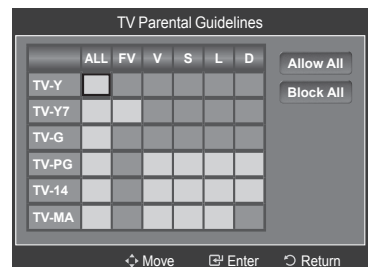 TV Parental Guidelines
ALL FV V S L D
Allow All
Block All
TV-Y
TV-Y7
TV-G
TV-PG
TV-14
TV-MA
Move Enter Return